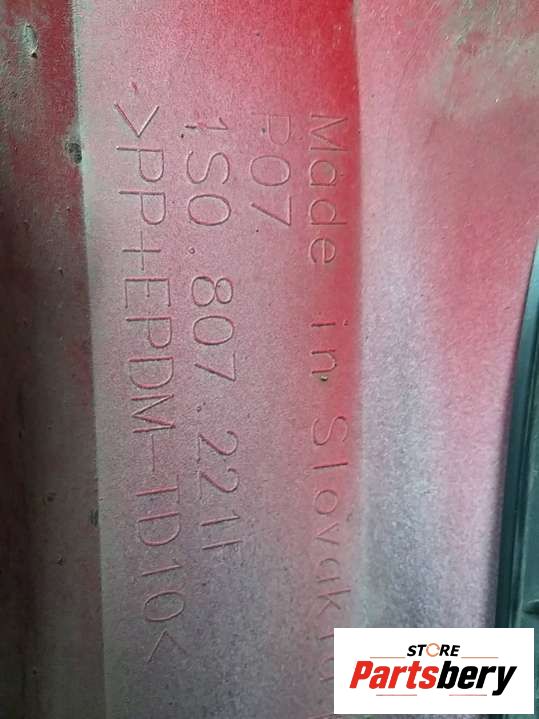 Made in Slovakia
P07
1S0.807.221F
>PP+EPDM-TD10<
STORE
Partsbery